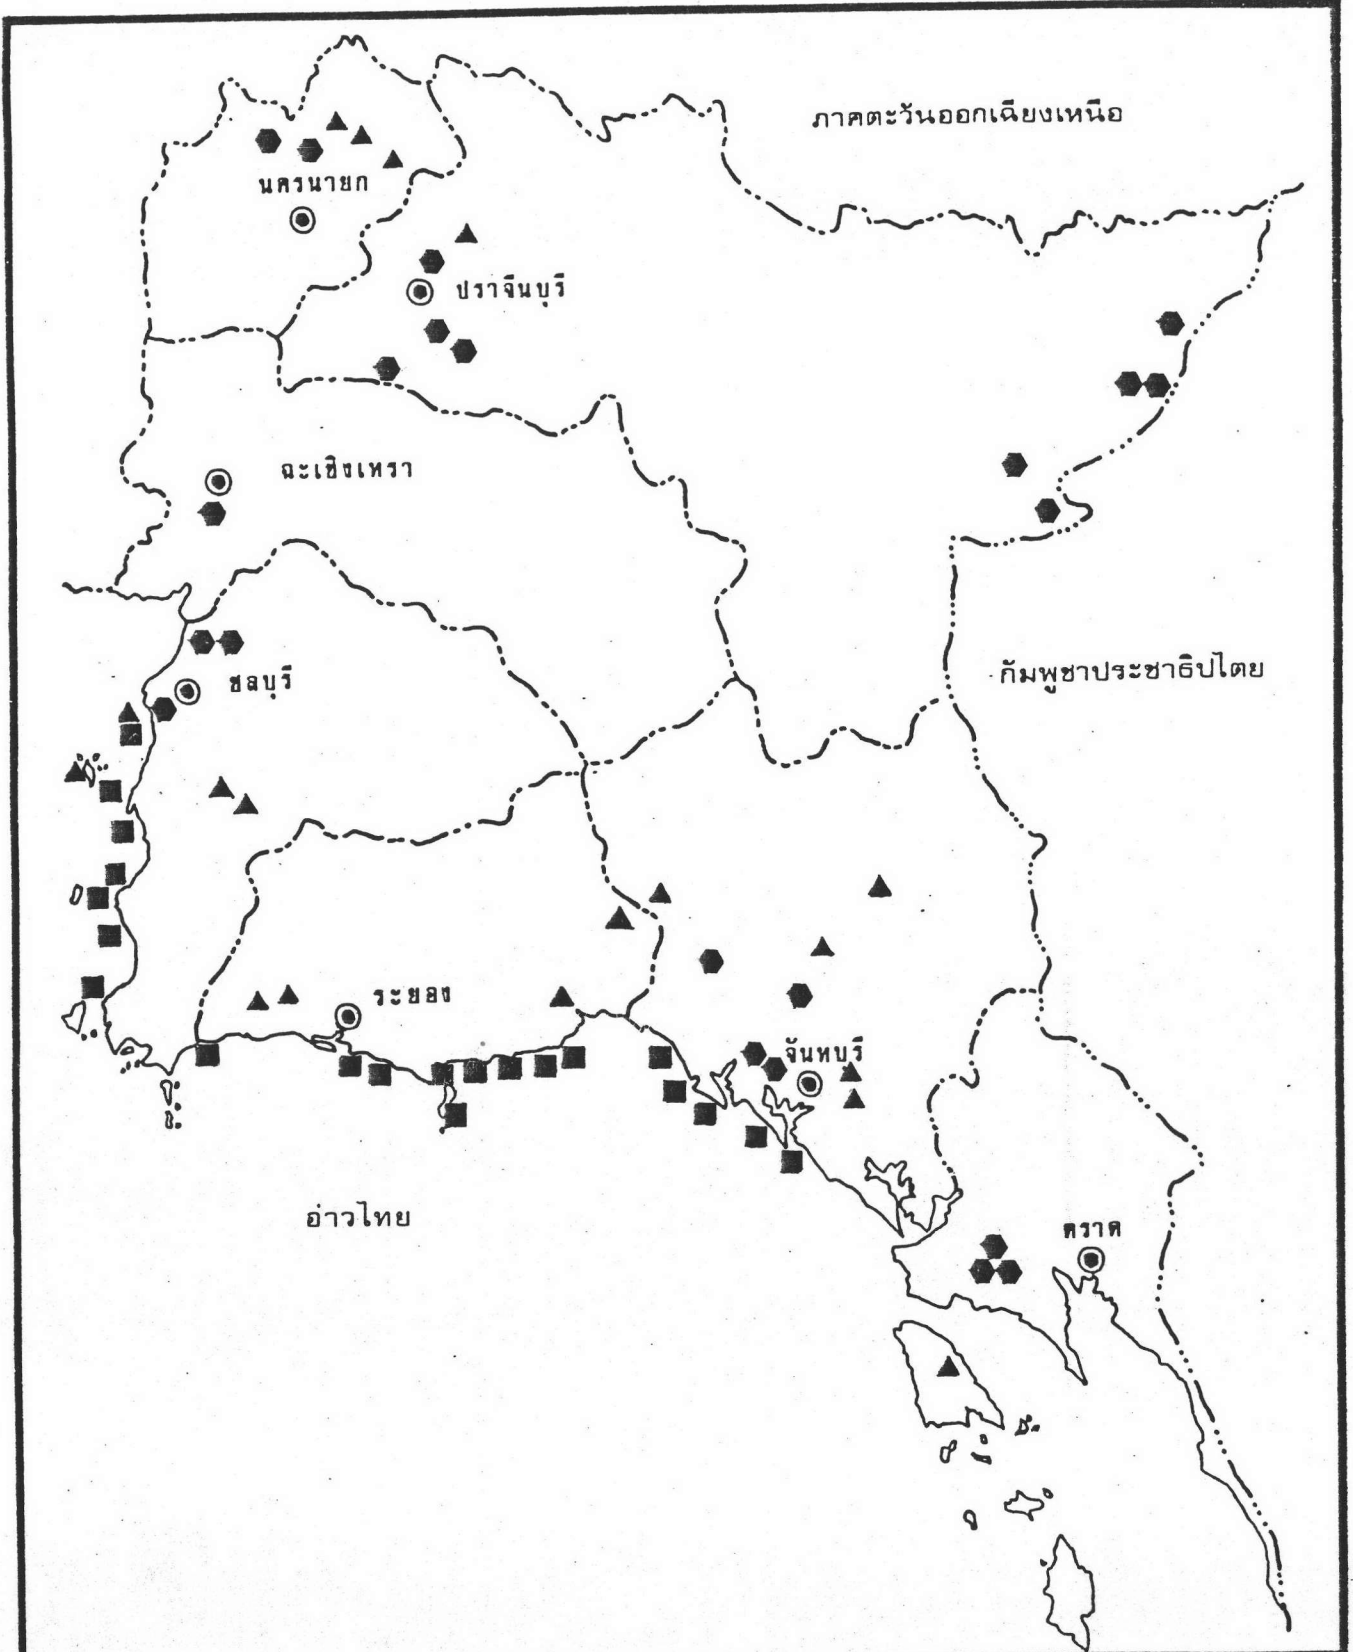 ภาคตะวันออกเฉียงเหนือ
นครนายก
ปราจีนบุรี
ฉะเชิงเทรา
กัมพูชาประชาธิปไตย
ชลบุรี
ระยอง
จันทบุรี
อ่าวไทย
ตราด